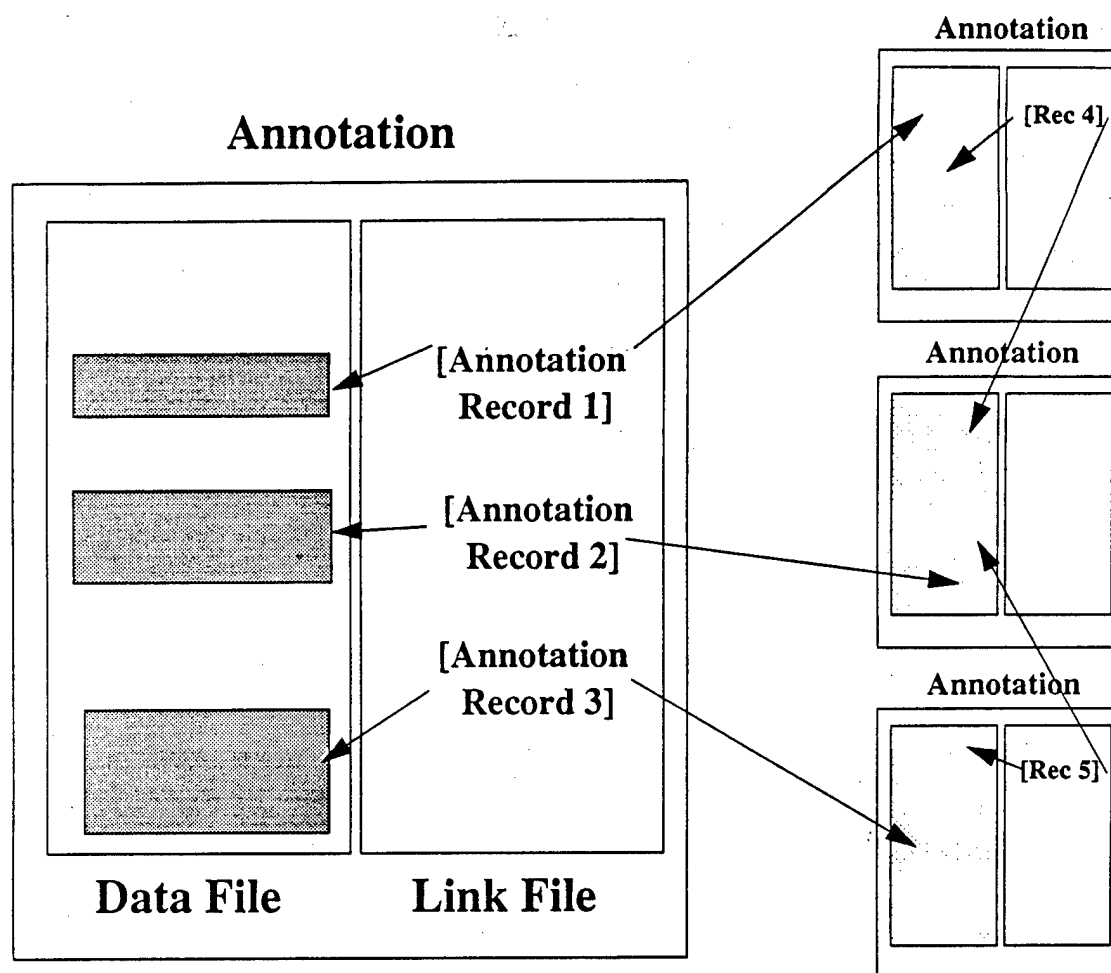 Annotation
[Annotation
Record 1]
[Annotation
Record 2]
[Annotation
Record 3]
Data File
Link File
Annotation
[Rec 4]
Annotation
Annotation
[Rec 5]